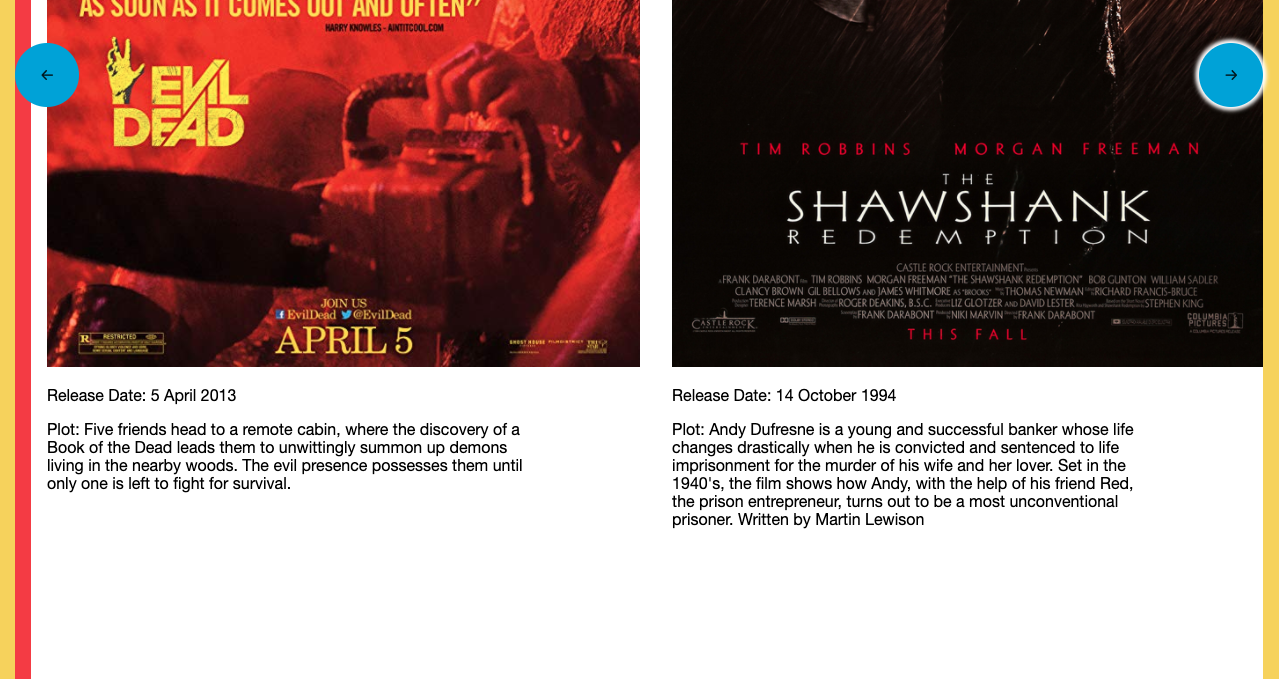 AS SOON AS IT COMES OUT AND OFTEN"
HARRY KNOWLES - AINTITCOOL.COM
←
→
EVIL
DEAD
JOIN US
EvilDead @EvilDead
APRIL 5
R RESTRICTED
GHOST HOUSE FILMDISTRICT
TIM ROBBINS MORGAN FREEMAN
THE
SHAWSHANK
REDEMPTION
CASTLE ROCK ENTERTAINMENT
FRANK DARABONT TIM ROBBINS MORGAN FREEMAN "THE SHAWSHANK REDEMPTION" BOB GUNTON WILLIAM SADLER
CLANCY BROWN GIL BELLOWS AND JAMES WHITMORE AS "BROOKS" THOMAS NEWMAN RICHARD FRANCIS-BRUCE
TERENCE MARSH ROGER DEAKINS, B.S.C. LIZ GLOTZER AND DAVID LESTER STEPHEN KING
FRANK DARABONT NIKI MARVIN FRANK DARABONT
CASTLE ROCK
COLUMBIA
PICTURES
THIS FALL
Release Date: 5 April 2013
Plot: Five friends head to a remote cabin, where the discovery of a
Book of the Dead leads them to unwittingly summon up demons
living in the nearby woods. The evil presence possesses them until
only one is left to fight for survival.
Release Date: 14 October 1994
Plot: Andy Dufresne is a young and successful banker whose life
changes drastically when he is convicted and sentenced to life
imprisonment for the murder of his wife and her lover. Set in the
1940's, the film shows how Andy, with the help of his friend Red,
the prison entrepreneur, turns out to be a most unconventional
prisoner. Written by Martin Lewison